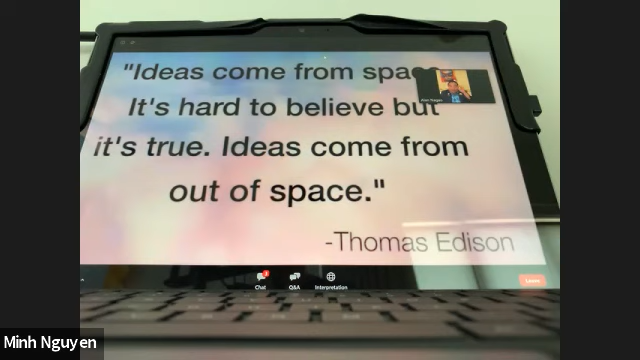 "Ideas come from space
It's hard to believe but
it's true. Ideas come from
out of space."
-Thomas Edison
Chat
Q&A
Interpretation
Leave
Minh Nguyen